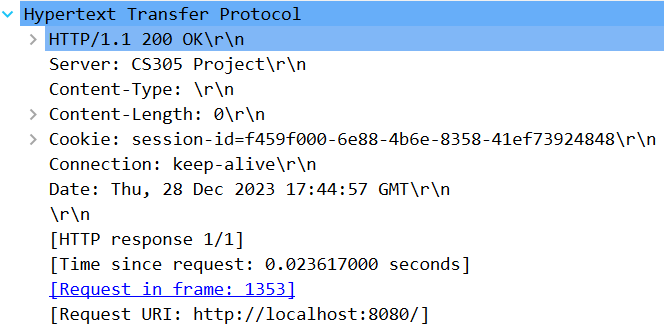 Hypertext Transfer Protocol
HTTP/1.1 200 OK\r\n
Server: CS305 Project\r\n
Content-Type: \r\n
Content-Length: 0\r\n
Cookie: session-id=f459f000-6e88-4b6e-8358-41ef73924848\r\n
Connection: keep-alive\r\n
Date: Thu, 28 Dec 2023 17:44:57 GMT\r\n
\r\n
[HTTP response 1/1]
[Time since request: 0.023617000 seconds]
[Request in frame: 1353]
[Request URI: http://localhost:8080/]